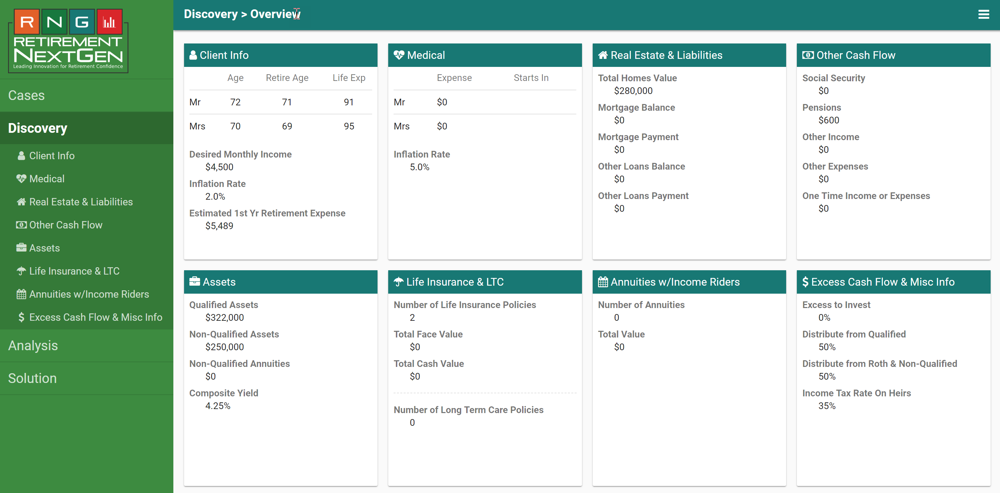 R N G
RETIREMENT
NEXTGEN
Leading Innovation for Retirement Confidence
Cases
Discovery
Client Info
Medical
Real Estate & Liabilities
Other Cash Flow
Assets
Life Insurance & LTC
Annuities w/Income Riders
Excess Cash Flow & Misc Info
Analysis
Solution
Discovery > Overview
Client Info
Age Retire Age Life Exp
Mr 72 71 91
Mrs 70 69 95
Desired Monthly Income
$4,500
Inflation Rate
2.0%
Estimated 1st Yr Retirement Expense
$5,489
Medical
Expense Starts In
Mr $0
Mrs $0
Inflation Rate
5.0%
Real Estate & Liabilities
Total Homes Value
$280,000
Mortgage Balance
$0
Mortgage Payment
$0
Other Loans Balance
$0
Other Loans Payment
$0
Other Cash Flow
Social Security
$0
Pensions
$600
Other Income
$0
Other Expenses
$0
One Time Income or Expenses
$0
Assets
Qualified Assets
$322,000
Non-Qualified Assets
$250,000
Non-Qualified Annuities
$0
Composite Yield
4.25%
Life Insurance & LTC
Number of Life Insurance Policies
2
Total Face Value
$0
Total Cash Value
$0
Number of Long Term Care Policies
0
Annuities w/Income Riders
Number of Annuities
0
Total Value
$0
Excess Cash Flow & Misc Info
Excess to Invest
0%
Distribute from Qualified
50%
Distribute from Roth & Non-Qualified
50%
Income Tax Rate On Heirs
35%